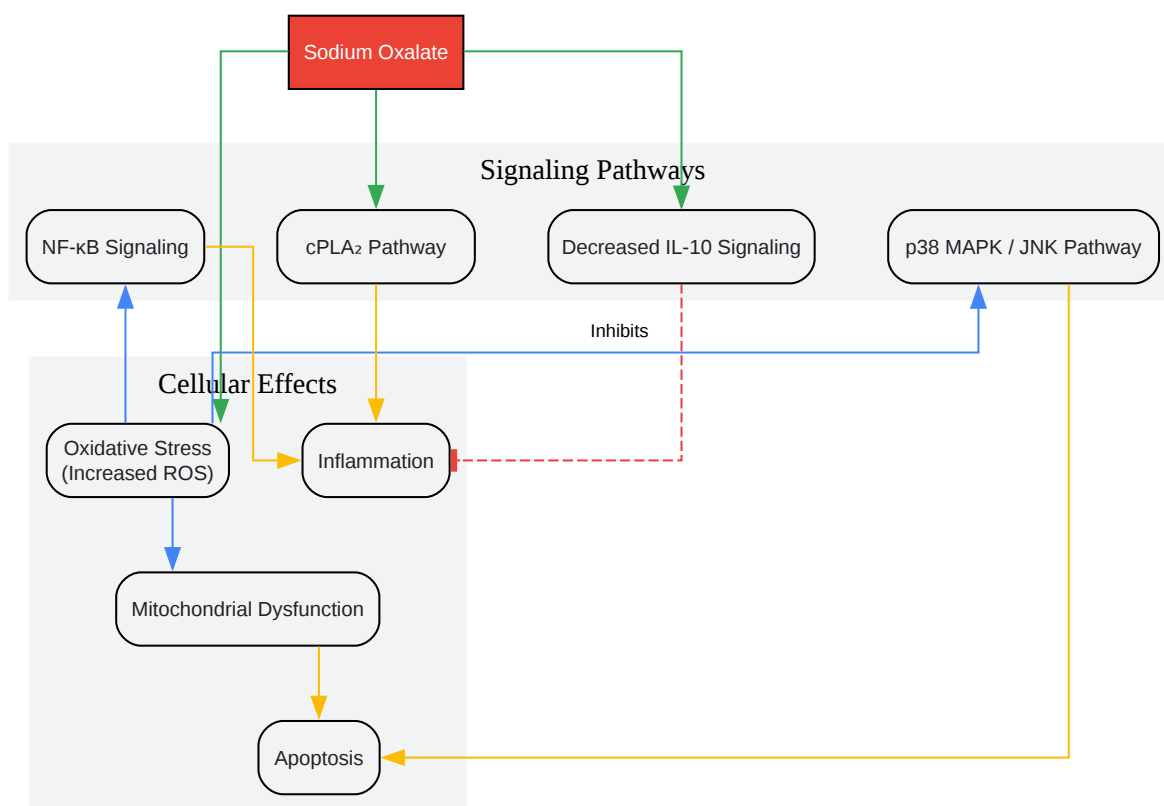 Sodium Oxalate
Signaling Pathways
NF-κB Signaling
cPLA₂ Pathway
Decreased IL-10 Signaling
p38 MAPK / JNK Pathway
Inhibits
Cellular Effects
Oxidative Stress
(Increased ROS)
Inflammation
Mitochondrial Dysfunction
Apoptosis